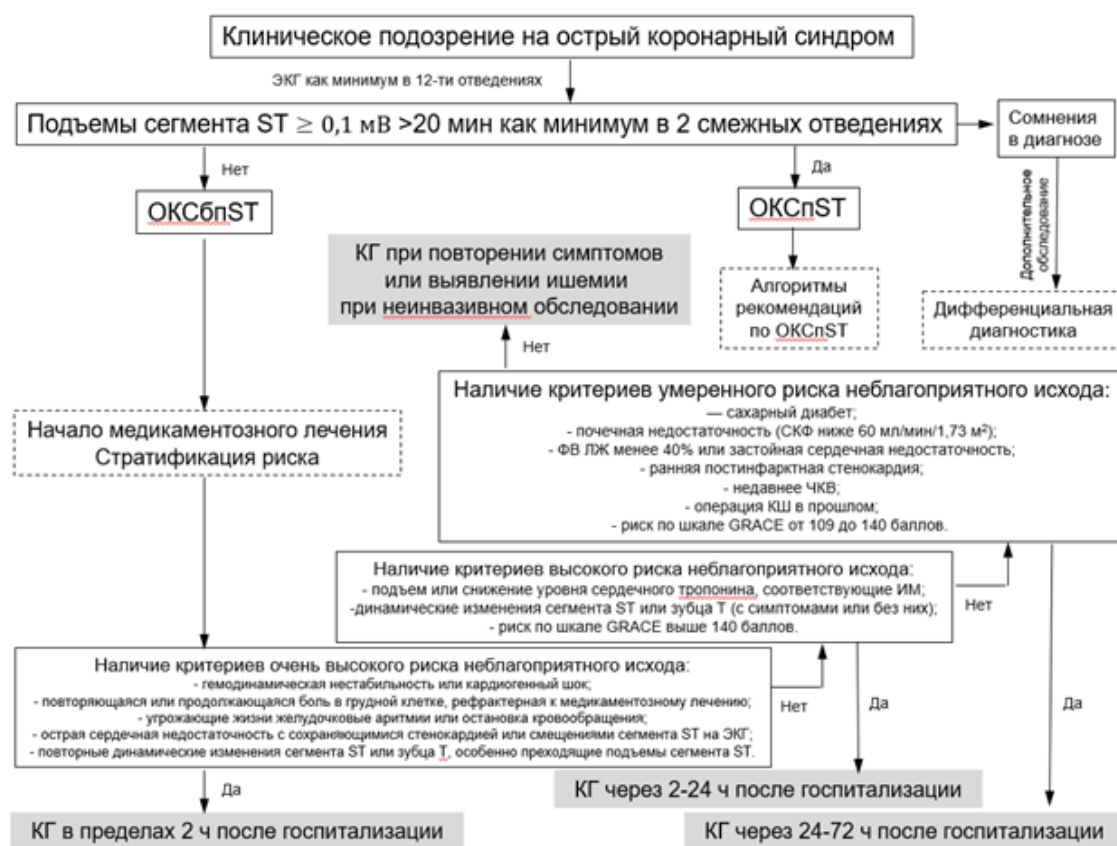 Клиническое подозрение на острый коронарный синдром
ЭКГ как минимум в 12-ти отведениях
Подъемы сегмента ST ≥ 0,1 мВ >20 мин как минимум в 2 смежных отведениях
Сомнения
в диагнозе
Нет
Да
ОКСбпST
ОКСпST
Дополнительное
обследование
КГ при повторении симптомов
или выявлении ишемии
при неинвазивном обследовании
Алгоритмы
рекомендаций
по ОКСпST
Дифференциальная
диагностика
Нет
Начало медикаментозного лечения
Стратификация риска
Наличие критериев умеренного риска неблагоприятного исхода:
— сахарный диабет;
- почечная недостаточность (СКФ ниже 60 мл/мин/1,73 м²);
- ФВ ЛЖ менее 40% или застойная сердечная недостаточность;
- ранняя постинфарктная стенокардия;
- недавнее ЧКВ;
- операция КШ в прошлом;
- риск по шкале GRACE от 109 до 140 баллов.
Наличие критериев высокого риска неблагоприятного исхода:
- подъем или снижение уровня сердечного тропонина, соответствующие ИМ;
-динамические изменения сегмента ST или зубца T (с симптомами или без них);
- риск по шкале GRACE выше 140 баллов.
Нет
Наличие критериев очень высокого риска неблагоприятного исхода:
- гемодинамическая нестабильность или кардиогенный шок;
- повторяющаяся или продолжающаяся боль в грудной клетке, рефрактерная к медикаментозному лечению;
- угрожающие жизни желудочковые аритмии или остановка кровообращения;
- острая сердечная недостаточность с сохраняющимися стенокардией или смещениями сегмента ST на ЭКГ;
- повторные динамические изменения сегмента ST или зубца T, особенно преходящие подъемы сегмента ST.
Нет
Да
Да
Да
КГ через 2-24 ч после госпитализации
КГ в пределах 2 ч после госпитализации
КГ через 24-72 ч после госпитализации